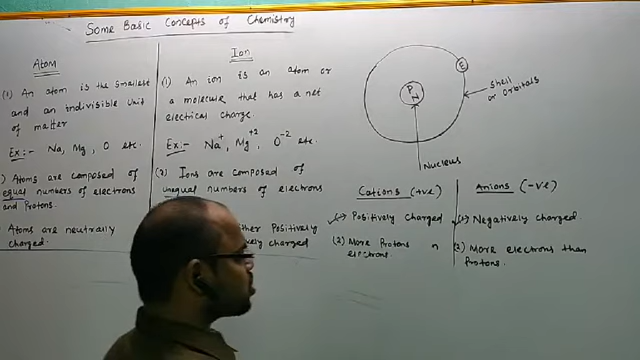 Some Basic Concepts of Chemistry
Atom
(1) An atom is the smallest
and an indivisible unit
of matter
Ex:- Na, Mg, O etc.
) Atoms are composed of
equal numbers of electrons
and Protons.
Atoms are neutrally
charged.
Ion
(1) An ion is an atom or
a molecule that has a net
electrical charge.
Ex:- Na+, Mg+2, O-2 etc.
(2) Ions are composed of
unequal numbers of electrons
Positively
charged
E
P
N
Shell
or Orbitals
Nucleus
Cations (+ve)
Positively charged
(2) More Protons n
electrons.
Anions (-ve)
Negatively charged.
(2) More electrons than
Protons.